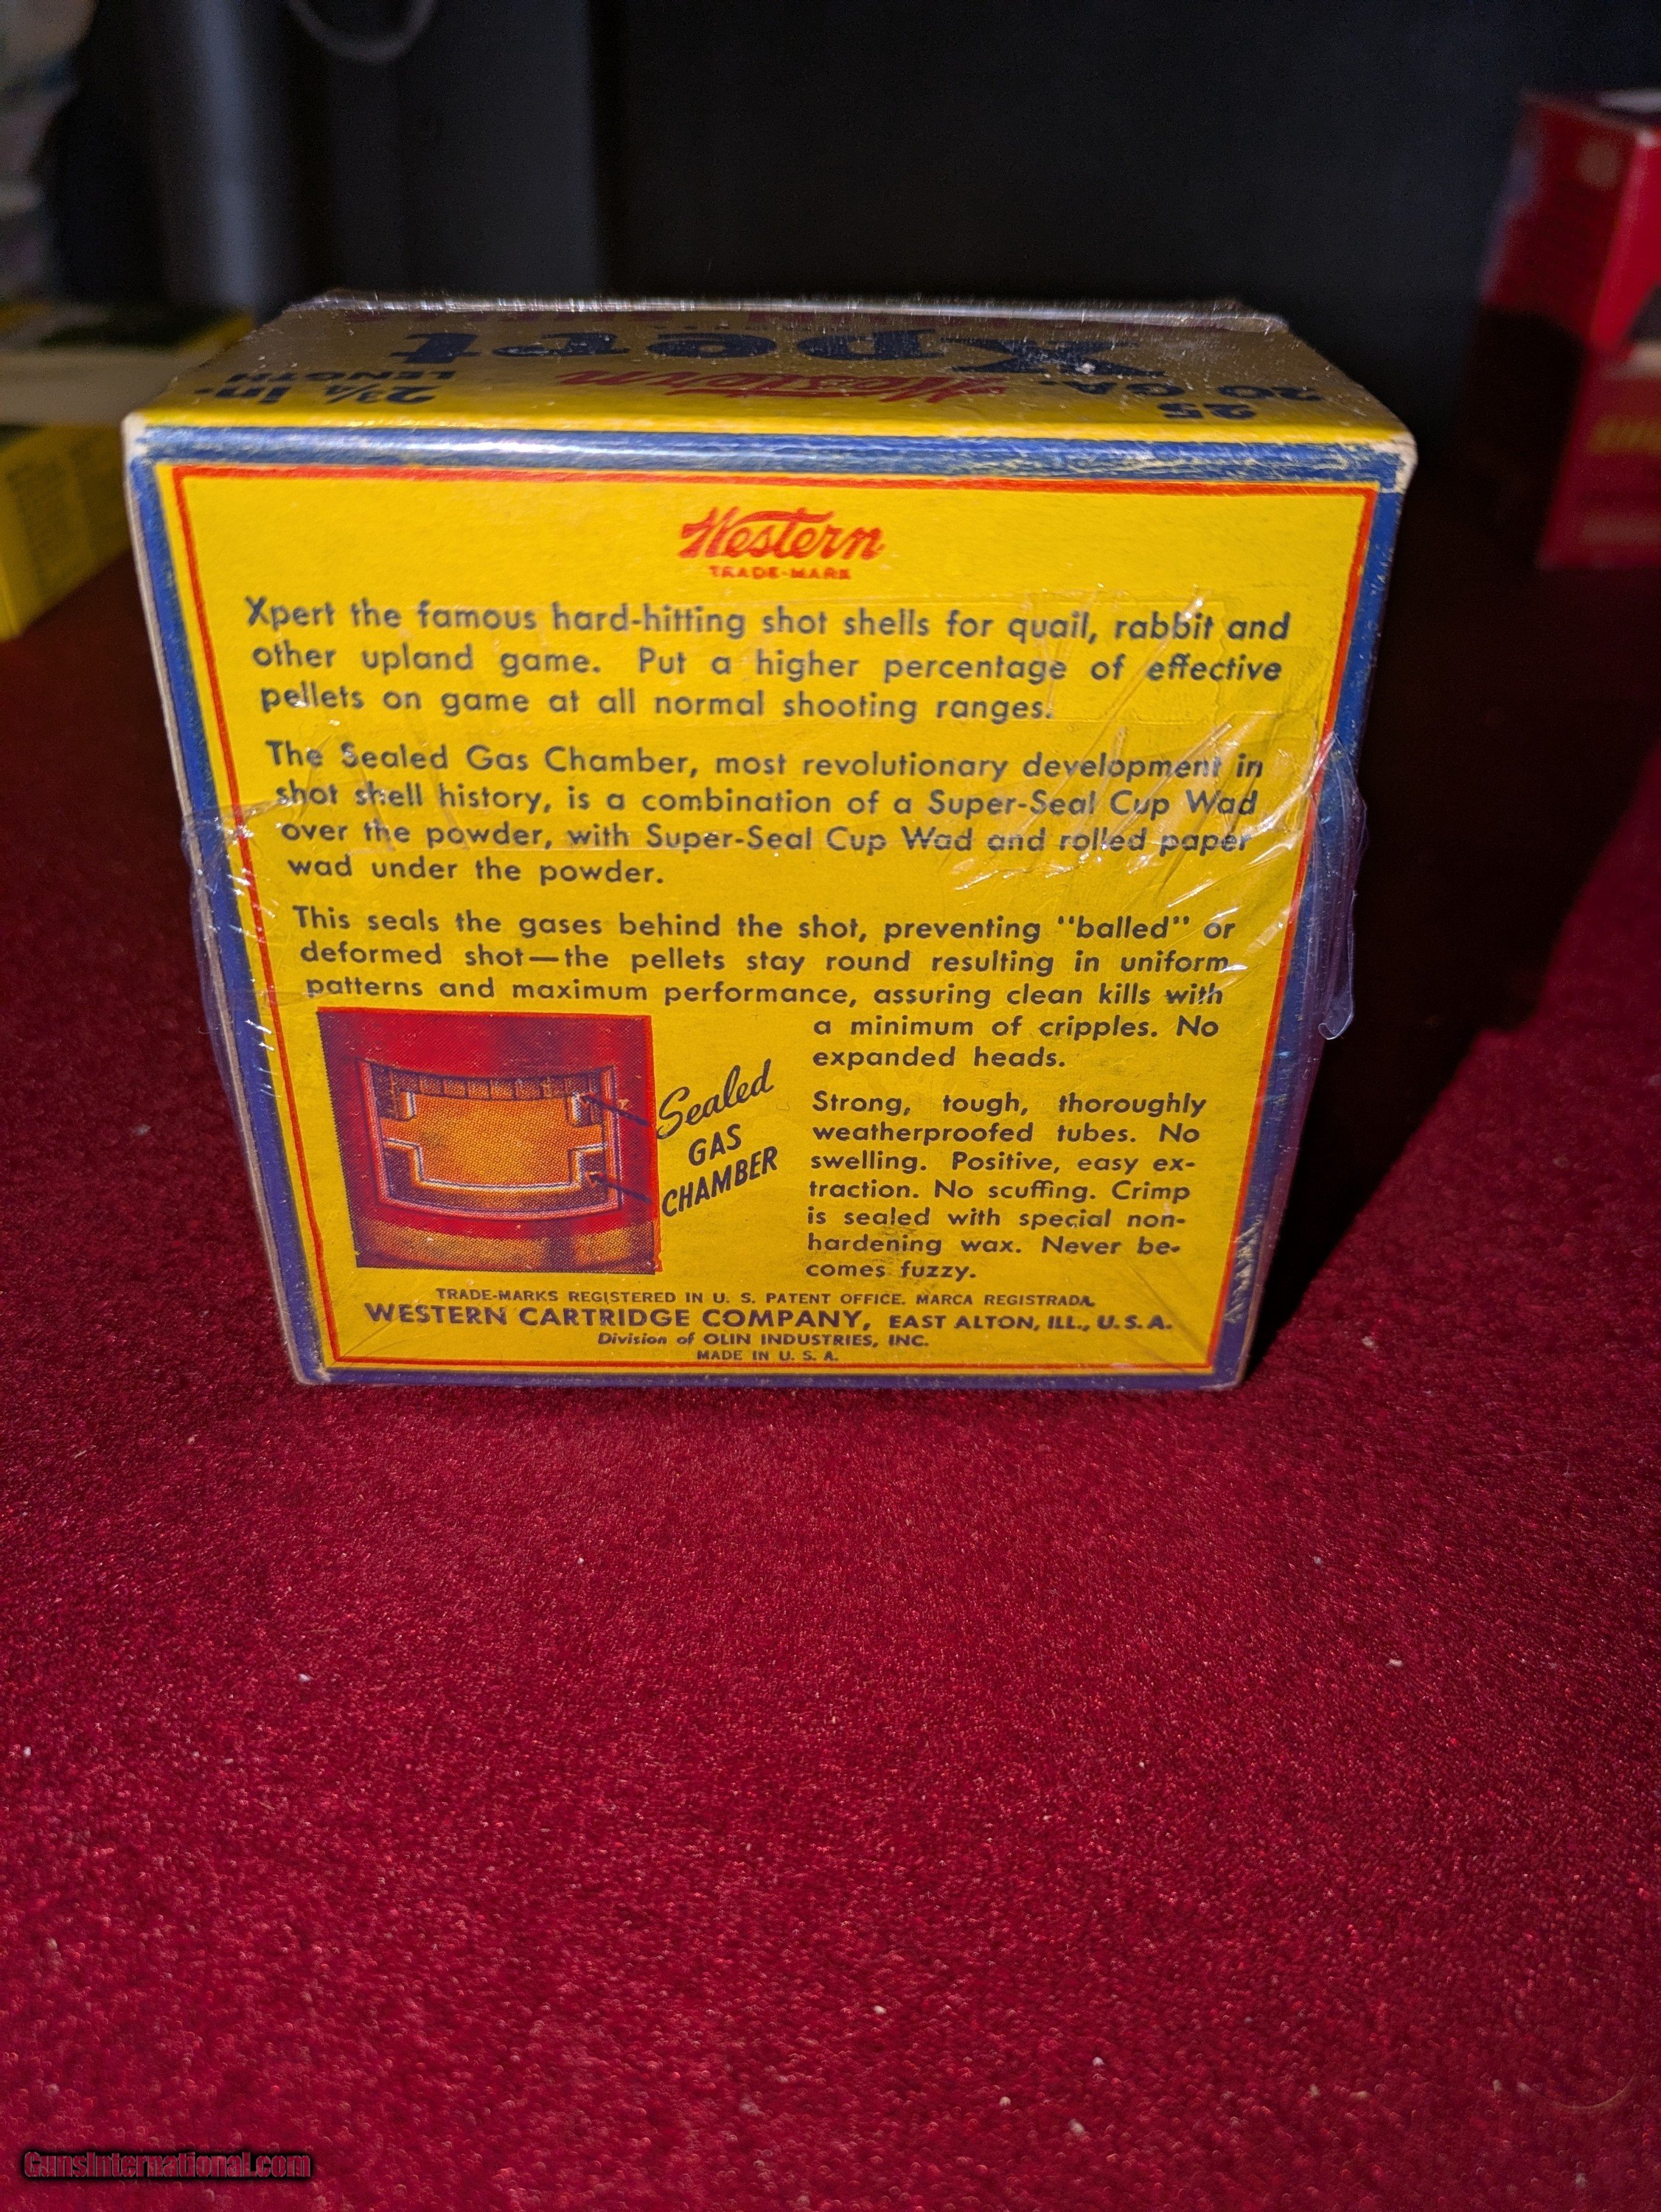 Xpert
Western
25
20 GA.
2¾ in.
LENGTH
Western
TRADE-MARK
Xpert the famous hard-hitting shot shells for quail, rabbit and
other upland game. Put a higher percentage of effective
pellets on game at all normal shooting ranges.
The Sealed Gas Chamber, most revolutionary development in
shot shell history, is a combination of a Super-Seal Cup Wad
over the powder, with Super-Seal Cup Wad and rolled paper
wad under the powder.
This seals the gases behind the shot, preventing "balled" or
deformed shot—the pellets stay round resulting in uniform
patterns and maximum performance, assuring clean kills with
a minimum of cripples. No
expanded heads.
Sealed
GAS
CHAMBER
Strong, tough, thoroughly
weatherproofed tubes. No
swelling. Positive, easy ex-
traction. No scuffing. Crimp
is sealed with special non-
hardening wax. Never be-
comes fuzzy.
TRADE-MARKS REGISTERED IN U. S. PATENT OFFICE. MARCA REGISTRADA.
WESTERN CARTRIDGE COMPANY, EAST ALTON, ILL., U. S. A.
Division of OLIN INDUSTRIES, INC.
MADE IN U. S. A.
GunsInternational.com